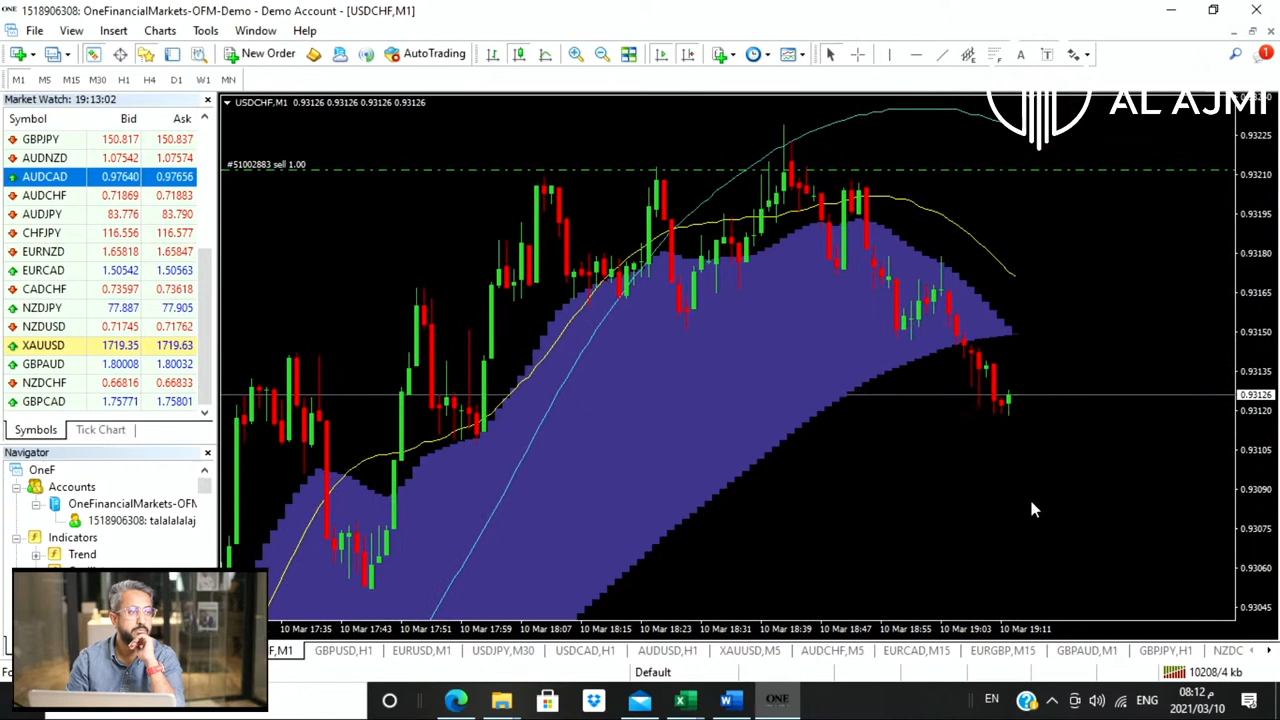 1518906308: OneFinancialMarkets-OFM-Demo - Demo Account - [USDCHF,M1]
File View Insert Charts Tools Window Help
New Order AutoTrading
M1 M5 M15 M30 H1 H4 D1 W1 MN
AL AJMI
Market Watch: 19:13:02
Symbol Bid Ask
GBPJPY 150.817 150.837
AUDNZD 1.07542 1.07574
AUDCAD 0.97640 0.97656
AUDCHF 0.71869 0.71883
AUDJPY 83.776 83.790
CHFJPY 116.556 116.577
EURNZD 1.65818 1.65847
EURCAD 1.50542 1.50563
CADCHF 0.73597 0.73618
NZDJPY 77.887 77.905
NZDUSD 0.71745 0.71762
XAUUSD 1719.35 1719.63
GBPAUD 1.80008 1.80032
NZDCHF 0.66816 0.66833
GBPCAD 1.75771 1.75801
Symbols Tick Chart
Navigator
OneF
Accounts
OneFinancialMarkets-OFM
1518906308: talalalalaj
Indicators
Trend
USDCHF,M1 0.93126 0.93126 0.93126 0.93126
#51002883 sell 1.00
0.93225
0.93210
0.93195
0.93180
0.93165
0.93150
0.93135
0.93126
0.93120
0.93105
0.93090
0.93075
0.93060
0.93045
10 Mar 17:35 10 Mar 17:43 10 Mar 17:51 10 Mar 17:59 10 Mar 18:07 10 Mar 18:15 10 Mar 18:23 10 Mar 18:31 10 Mar 18:39 10 Mar 18:47 10 Mar 18:55 10 Mar 19:03 10 Mar 19:11
F,M1 GBPUSD,H1 EURUSD,M1 USDJPY,M30 USDCAD,H1 AUDUSD,H1 XAUUSD,M5 AUDCHF,M5 EURCAD,M15 EURGBP,M15 GBPAUD,M1 GBPJPY,H1 NZDC
Default 10208/4 kb
EN ENG 08:12 م
2021/03/10
ONE